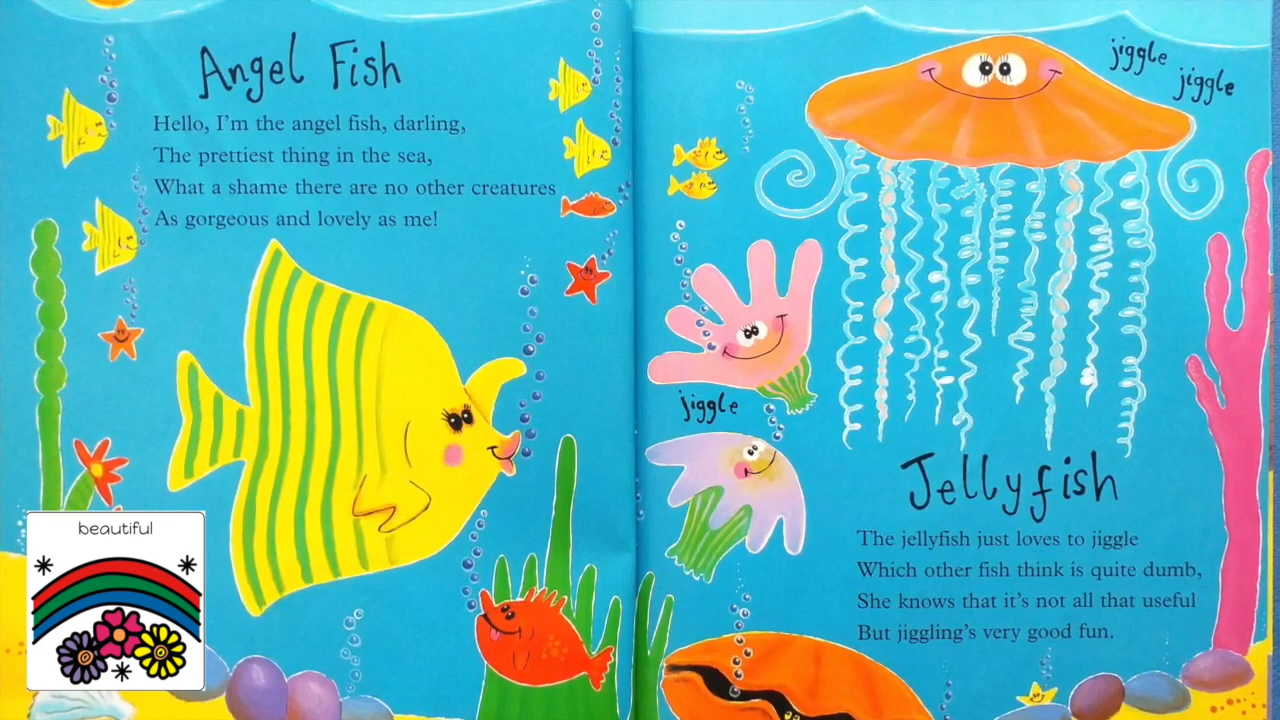 Angel Fish
Hello, I'm the angel fish, darling,
The prettiest thing in the sea,
What a shame there are no other creatures
As gorgeous and lovely as me!
beautiful
jiggle
jiggle
jiggle
Jellyfish
The jellyfish just loves to jiggle
Which other fish think is quite dumb,
She knows that it's not all that useful
But jiggling's very good fun.